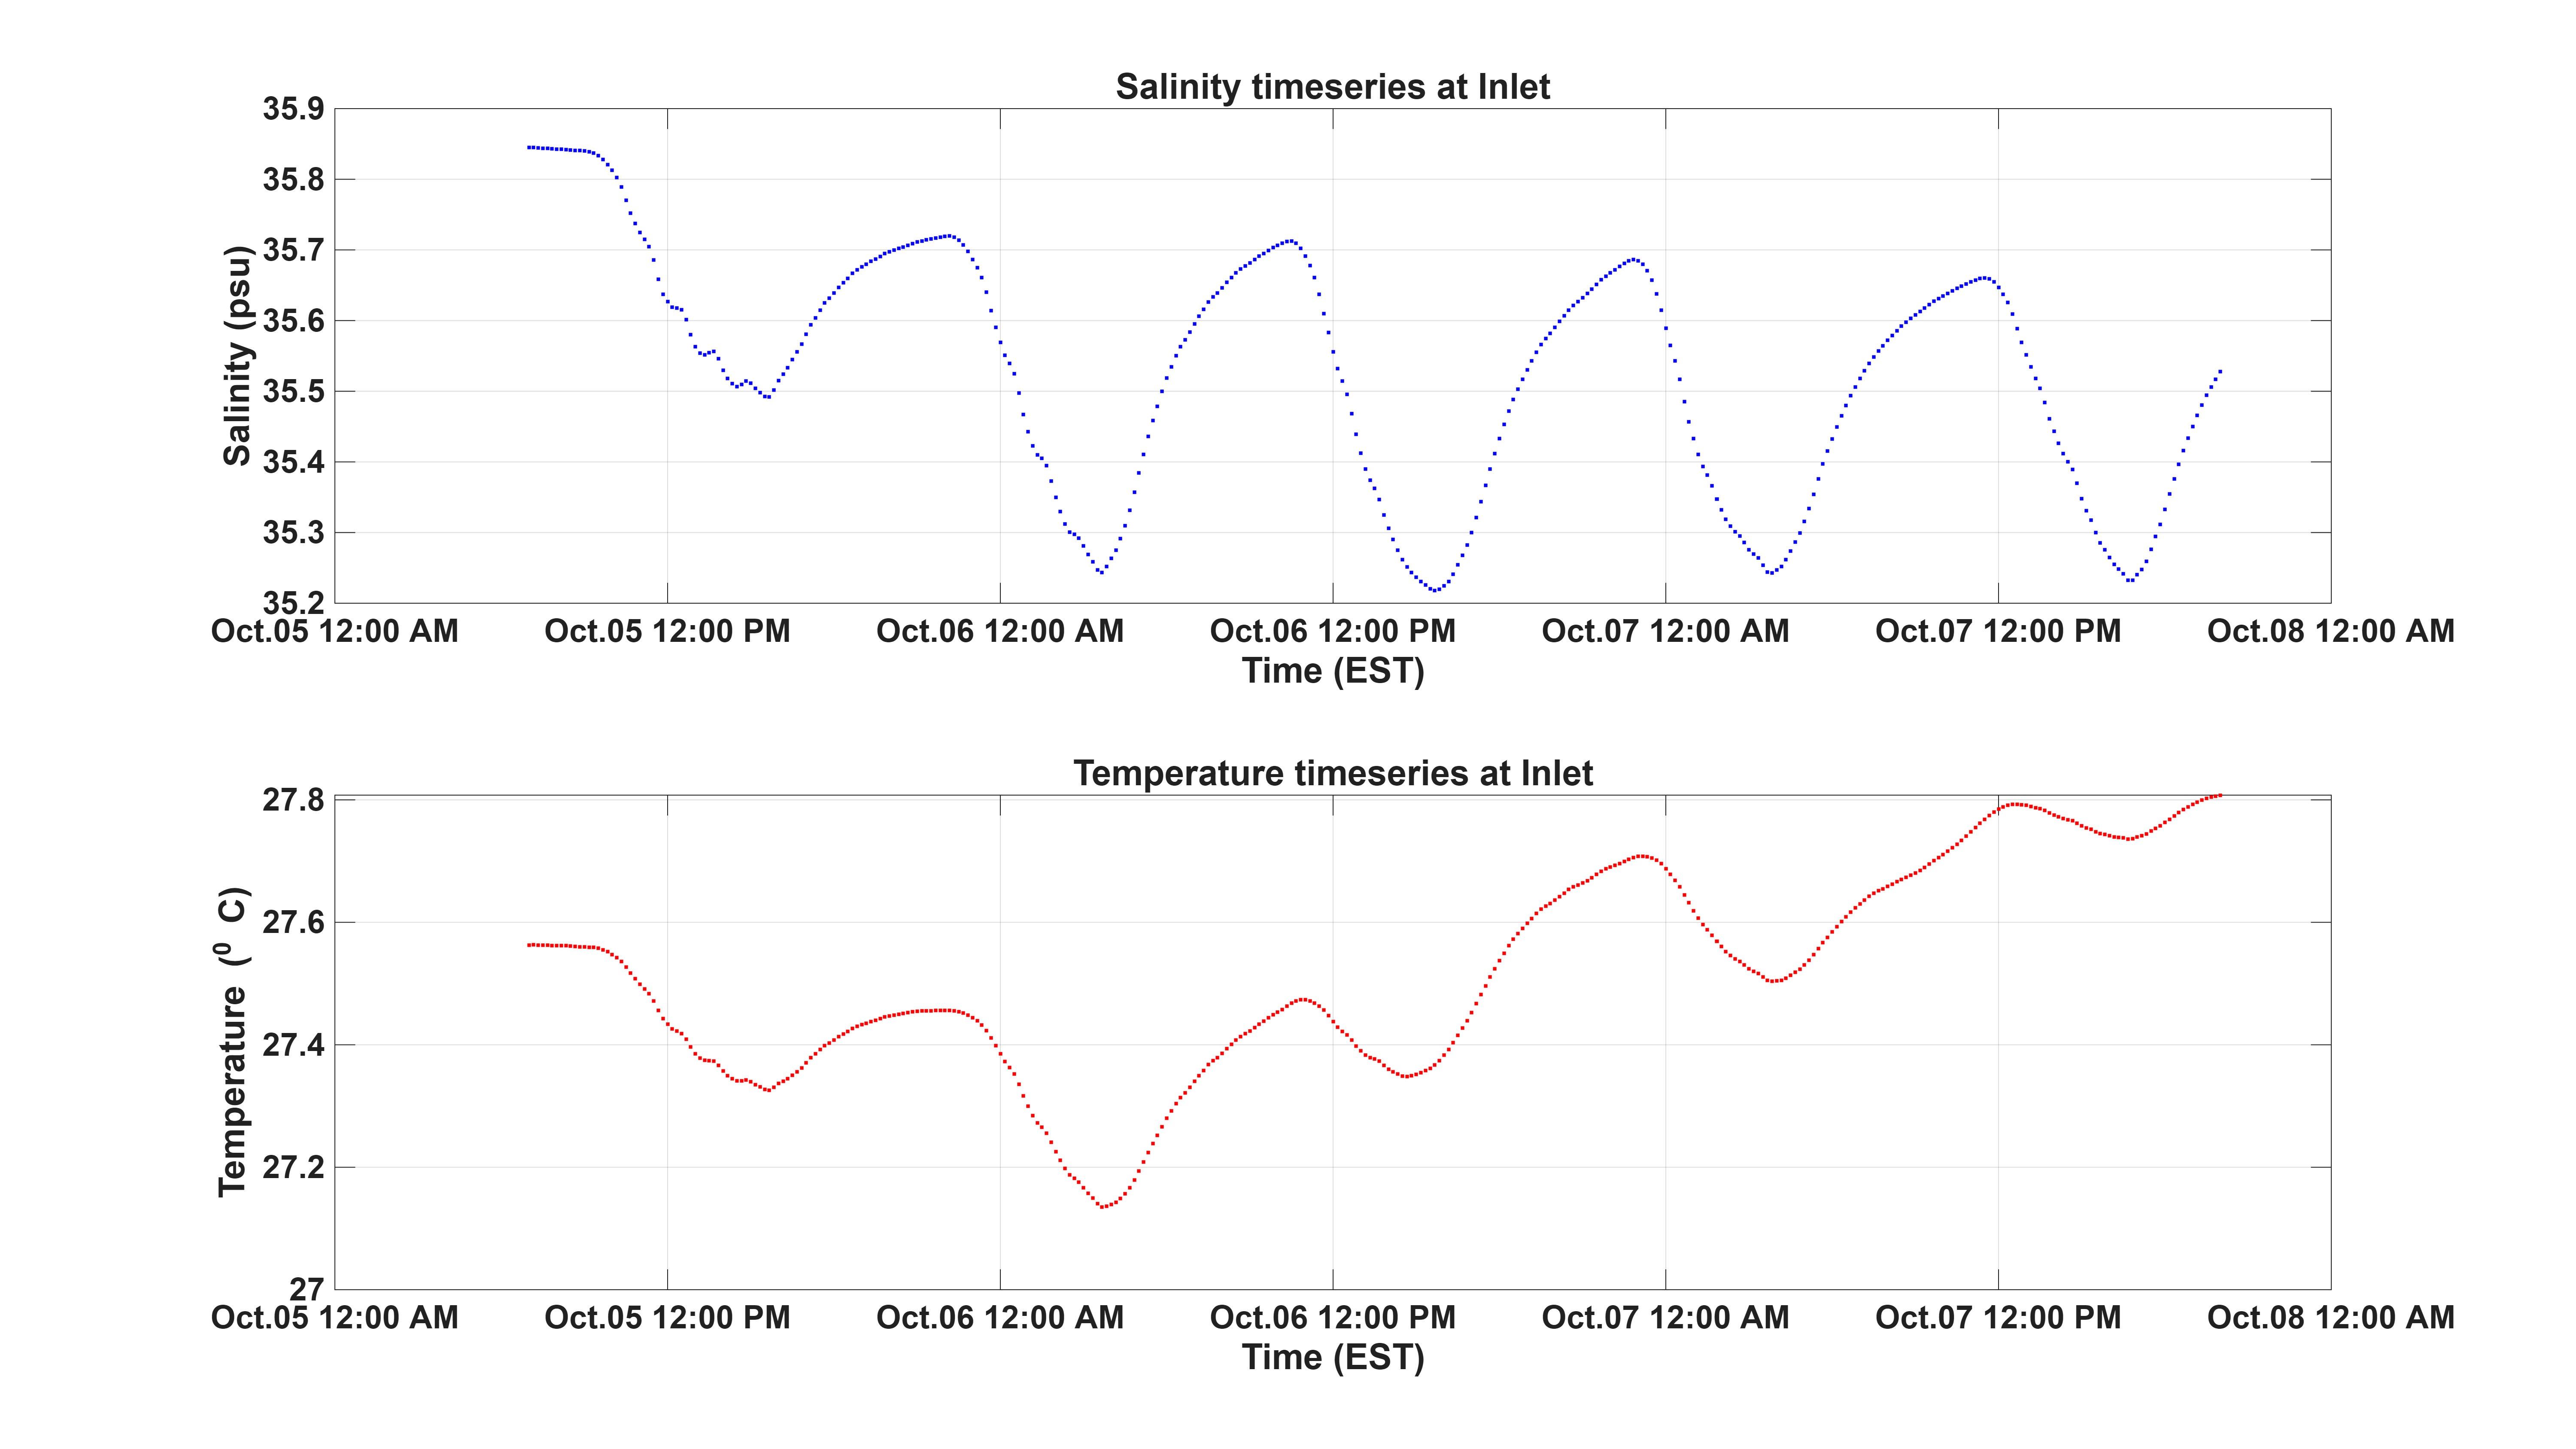 Salinity timeseries at Inlet
Salinity (psu)
35.9
35.8
35.7
35.6
35.5
35.4
35.3
35.2
Oct.05 12:00 AM Oct.05 12:00 PM Oct.06 12:00 AM Oct.06 12:00 PM Oct.07 12:00 AM Oct.07 12:00 PM Oct.08 12:00 AM
Time (EST)
Temperature timeseries at Inlet
Temperature (⁰ C)
27.8
27.6
27.4
27.2
27
Oct.05 12:00 AM Oct.05 12:00 PM Oct.06 12:00 AM Oct.06 12:00 PM Oct.07 12:00 AM Oct.07 12:00 PM Oct.08 12:00 AM
Time (EST)